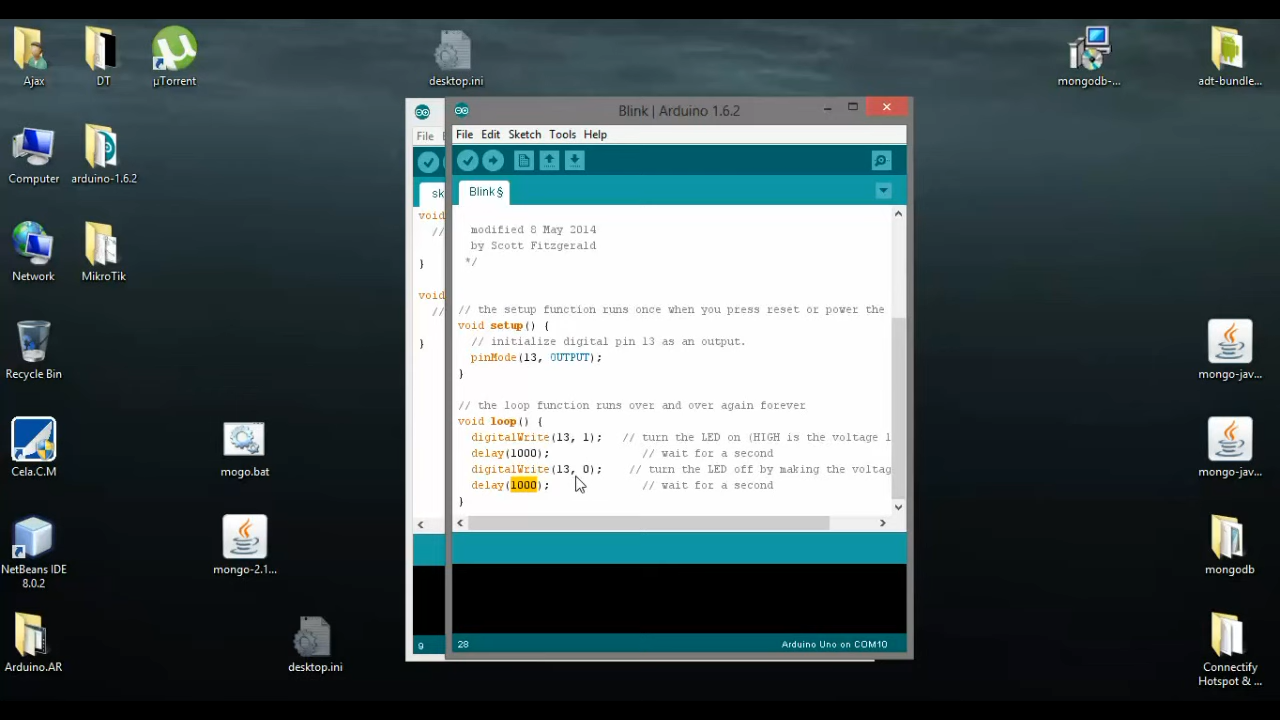 Ajax
DT
µTorrent
desktop.ini
mongodb-...
adt-bundle...
Computer
arduino-1.6.2
Network
MikroTik
Recycle Bin
Cela.C.M
mogo.bat
NetBeans IDE
8.0.2
mongo-2.1...
Arduino.AR
desktop.ini
mongo-jav...
mongo-jav...
mongodb
Connectify
Hotspot & ...
File
sk
void
//
}
void
//
}
9
Blink | Arduino 1.6.2
File Edit Sketch Tools Help
Blink §
modified 8 May 2014
by Scott Fitzgerald
*/
// the setup function runs once when you press reset or power the
void setup() {
// initialize digital pin 13 as an output.
pinMode(13, OUTPUT);
}
// the loop function runs over and over again forever
void loop() {
digitalWrite(13, 1); // turn the LED on (HIGH is the voltage l
delay(1000); // wait for a second
digitalWrite(13, 0); // turn the LED off by making the voltag
delay(1000); // wait for a second
}
28
Arduino Uno on COM10